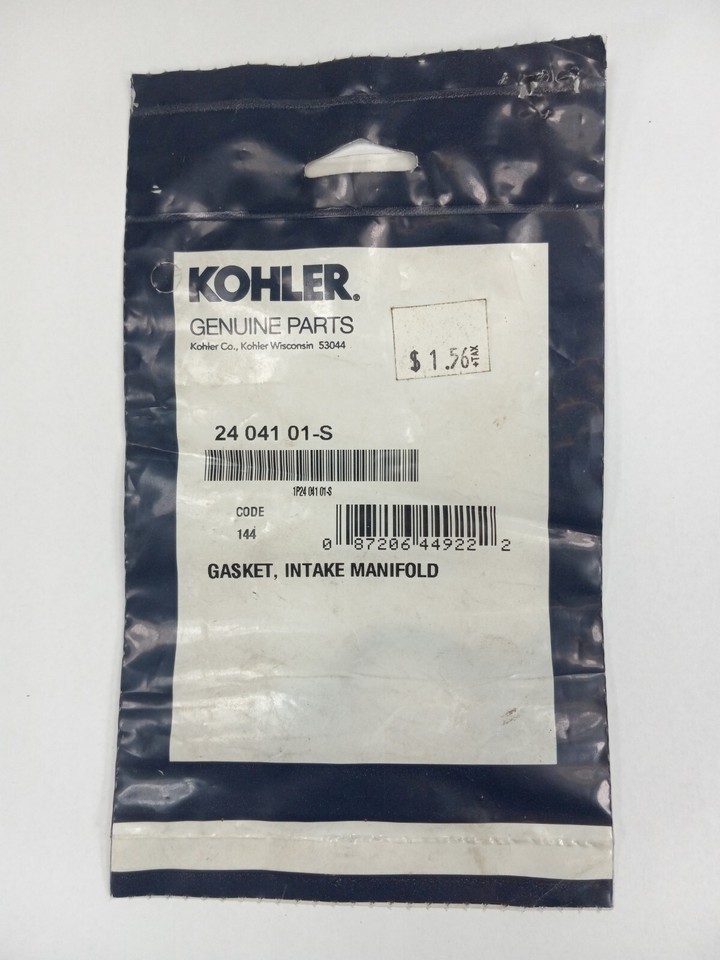 KOHLER®
GENUINE PARTS
Kohler Co., Kohler Wisconsin 53044
$ 1.56 +TAX
24 041 01-S
1P24 041 01-S
CODE
144
0 87206 44922 2
GASKET, INTAKE MANIFOLD